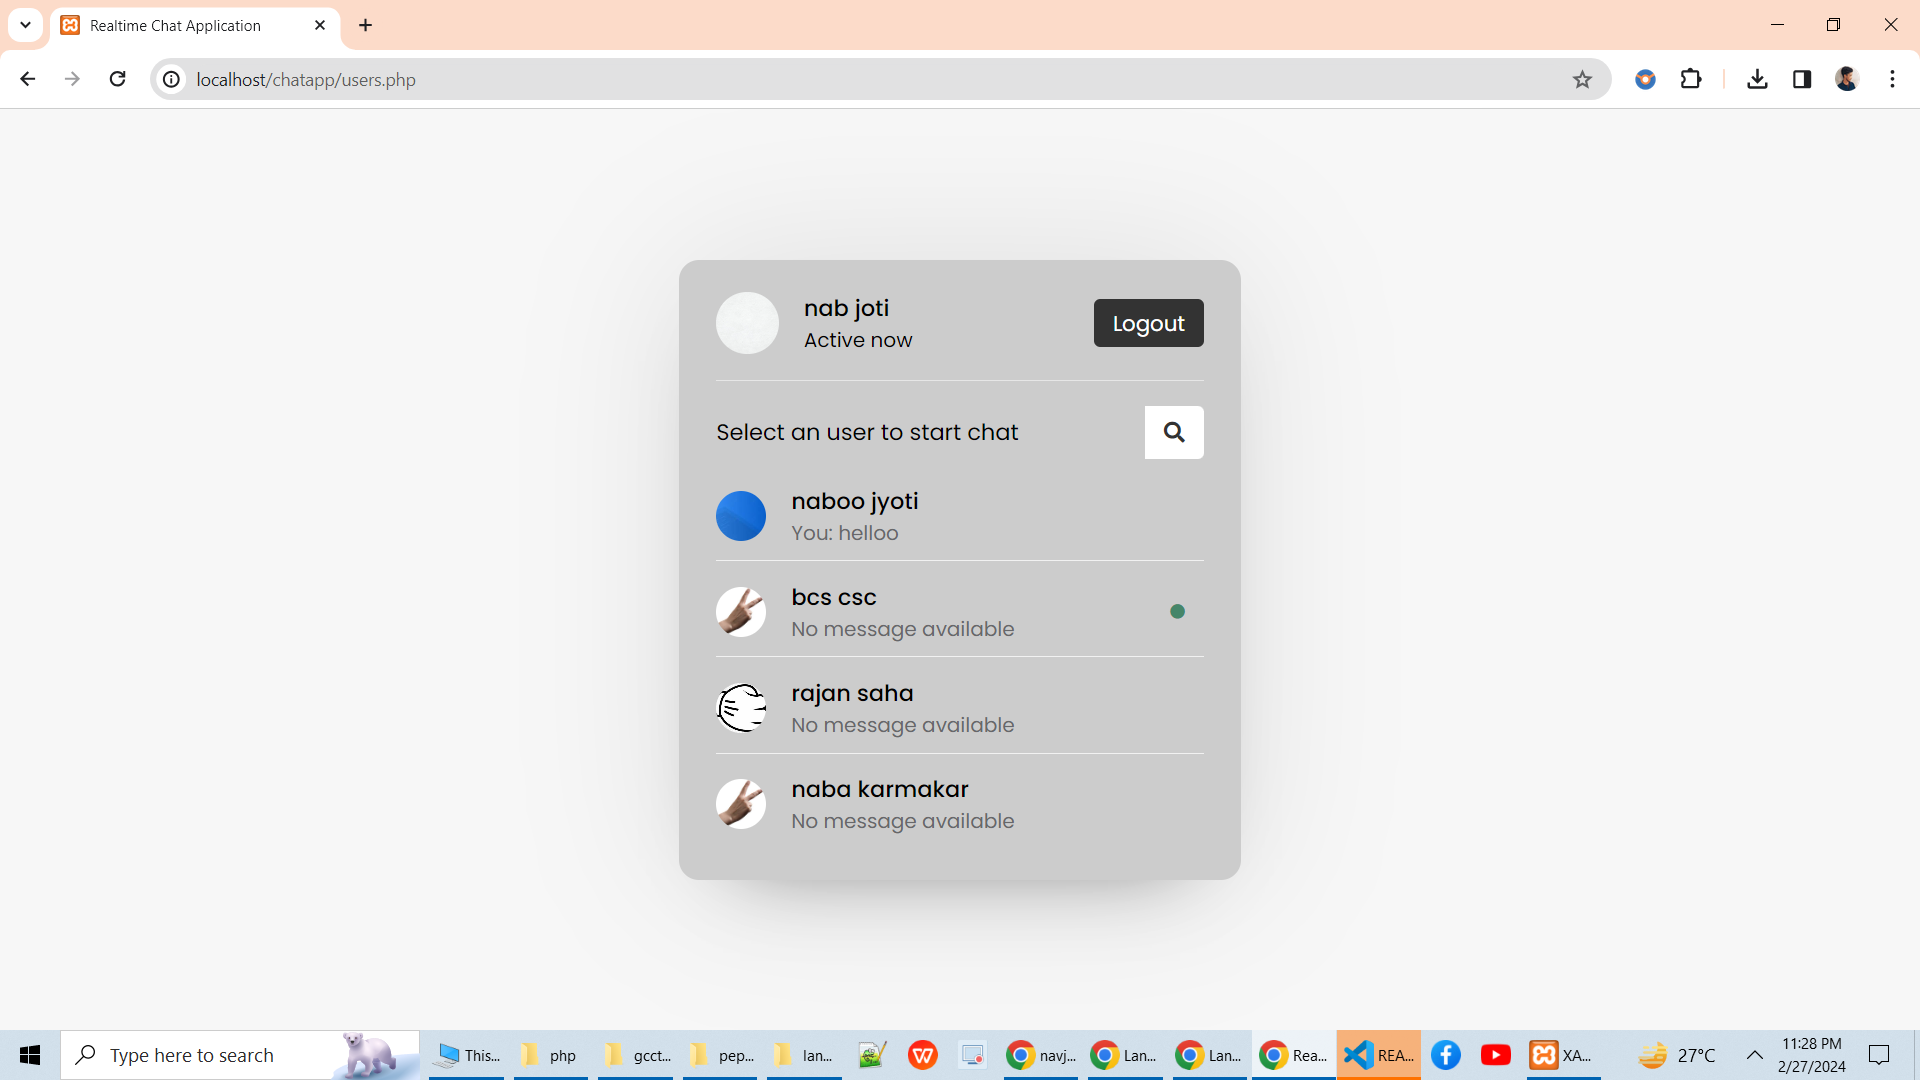 Realtime Chat Application
localhost/chatapp/users.php
nab joti
Active now
Logout
Select an user to start chat
naboo jyoti
You: helloo
bcs csc
No message available
rajan saha
No message available
naba karmakar
No message available
Type here to search
This...
php
gcct...
pep...
lan...
navj...
Lan...
Lan...
Rea...
REA...
XA...
27°C
11:28 PM
2/27/2024